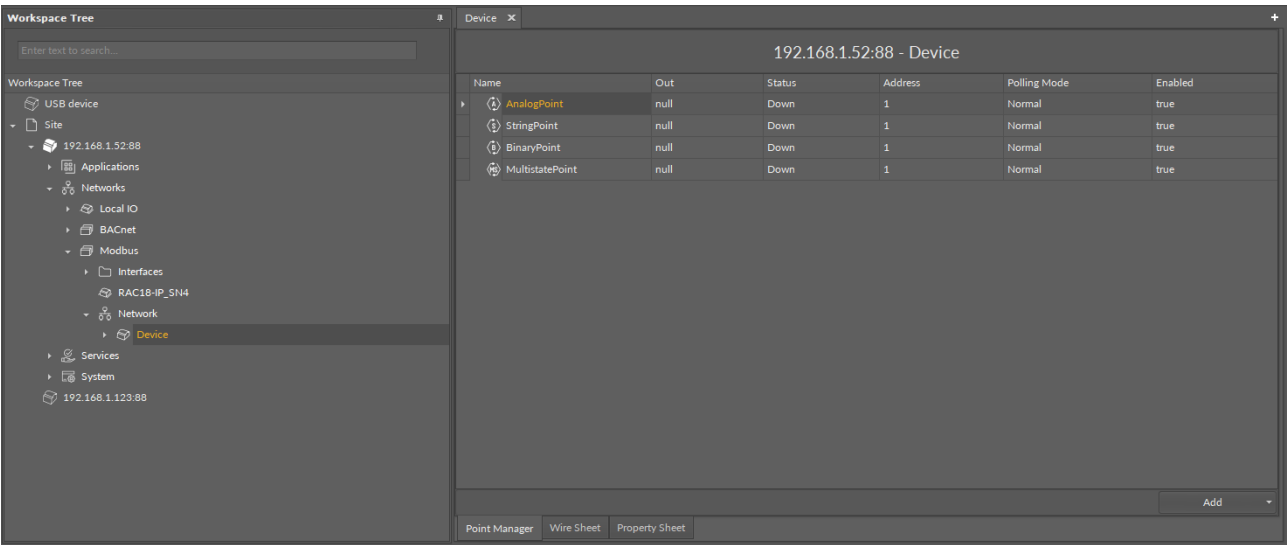 Workspace Tree
Enter text to search...
Workspace Tree
USB device
Site
192.168.1.52:88
Applications
Networks
Local IO
BACnet
Modbus
Interfaces
RAC18-IP_SN4
Network
Device
Services
System
192.168.1.123:88
Device
192.168.1.52:88 - Device
Name Out Status Address Polling Mode Enabled
A AnalogPoint null Down 1 Normal true
S StringPoint null Down 1 Normal true
B BinaryPoint null Down 1 Normal true
MS MultistatePoint null Down 1 Normal true
Add
Point Manager Wire Sheet Property Sheet